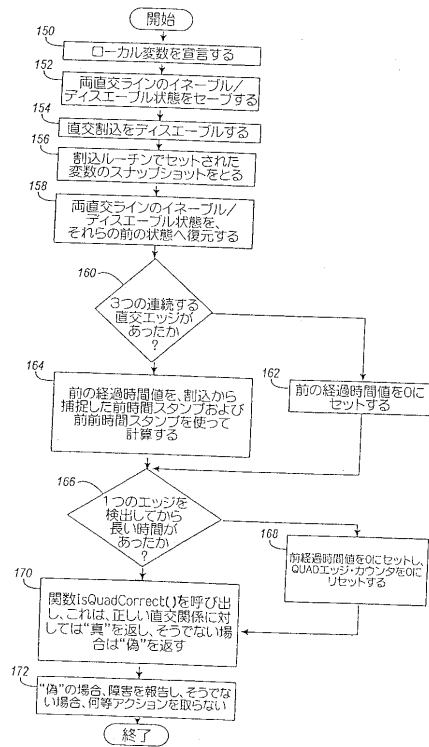 開始
150
ローカル変数を宣言する
152
両直交ラインのイネーブル/
ディスエーブル状態をセーブする
154
直交割込をディスエーブルする
156
割込ルーチンでセットされた
変数のスナップショットをとる
158
両直交ラインのイネーブル/
ディスエーブル状態を、
それらの前の状態へ復元する
160
3つの連続する
直交エッジが
あったか
?
164
前の経過時間値を、割込から
捕捉した前時間スタンプおよび
前前時間スタンプを使って
計算する
162
前の経過時間値を0に
セットする
166
1つのエッジを
検出してから
長い時間が
あったか
?
168
前経過時間値を0にセットし、
QUADエッジ・カウンタを0に
リセットする
170
関数isQuadCorrect()を呼び出
し、これは、正しい直交関係に対
しては“真”を返し、そうでない場
合は“偽”を返す
172
“偽”の場合、障害を報告し、そうでな
い場合、何等アクションを取らない
終了